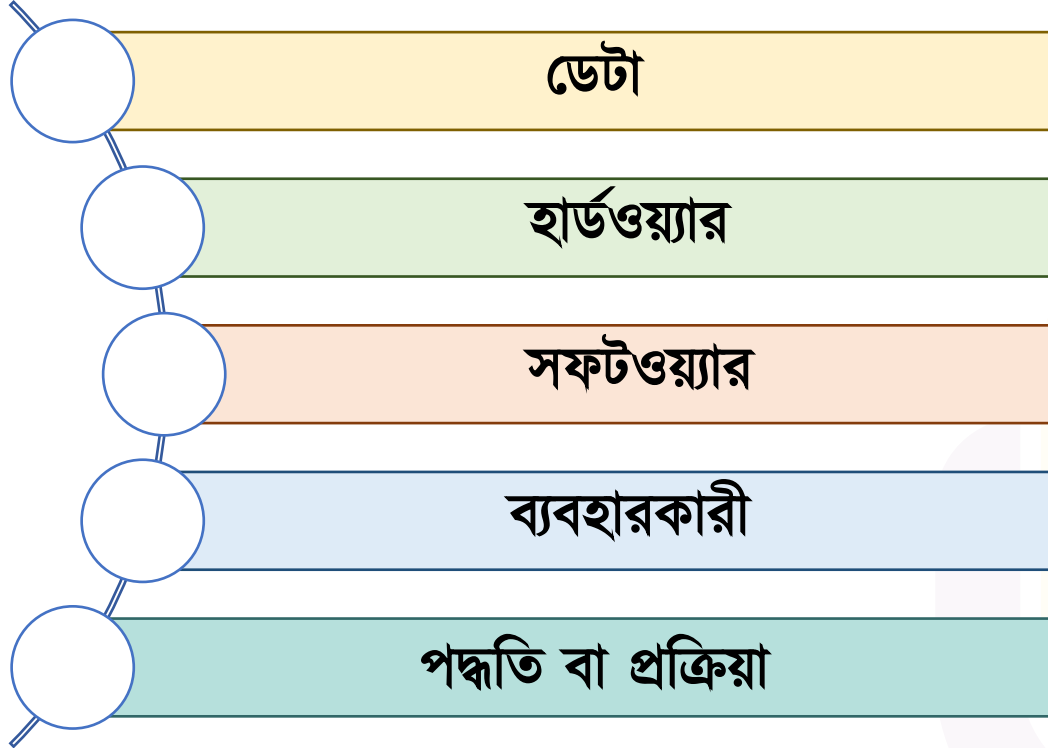 ডেটা
হার্ডওয়্যার
সফটওয়্যার
ব্যবহারকারী
পদ্ধতি বা প্রক্রিয়া